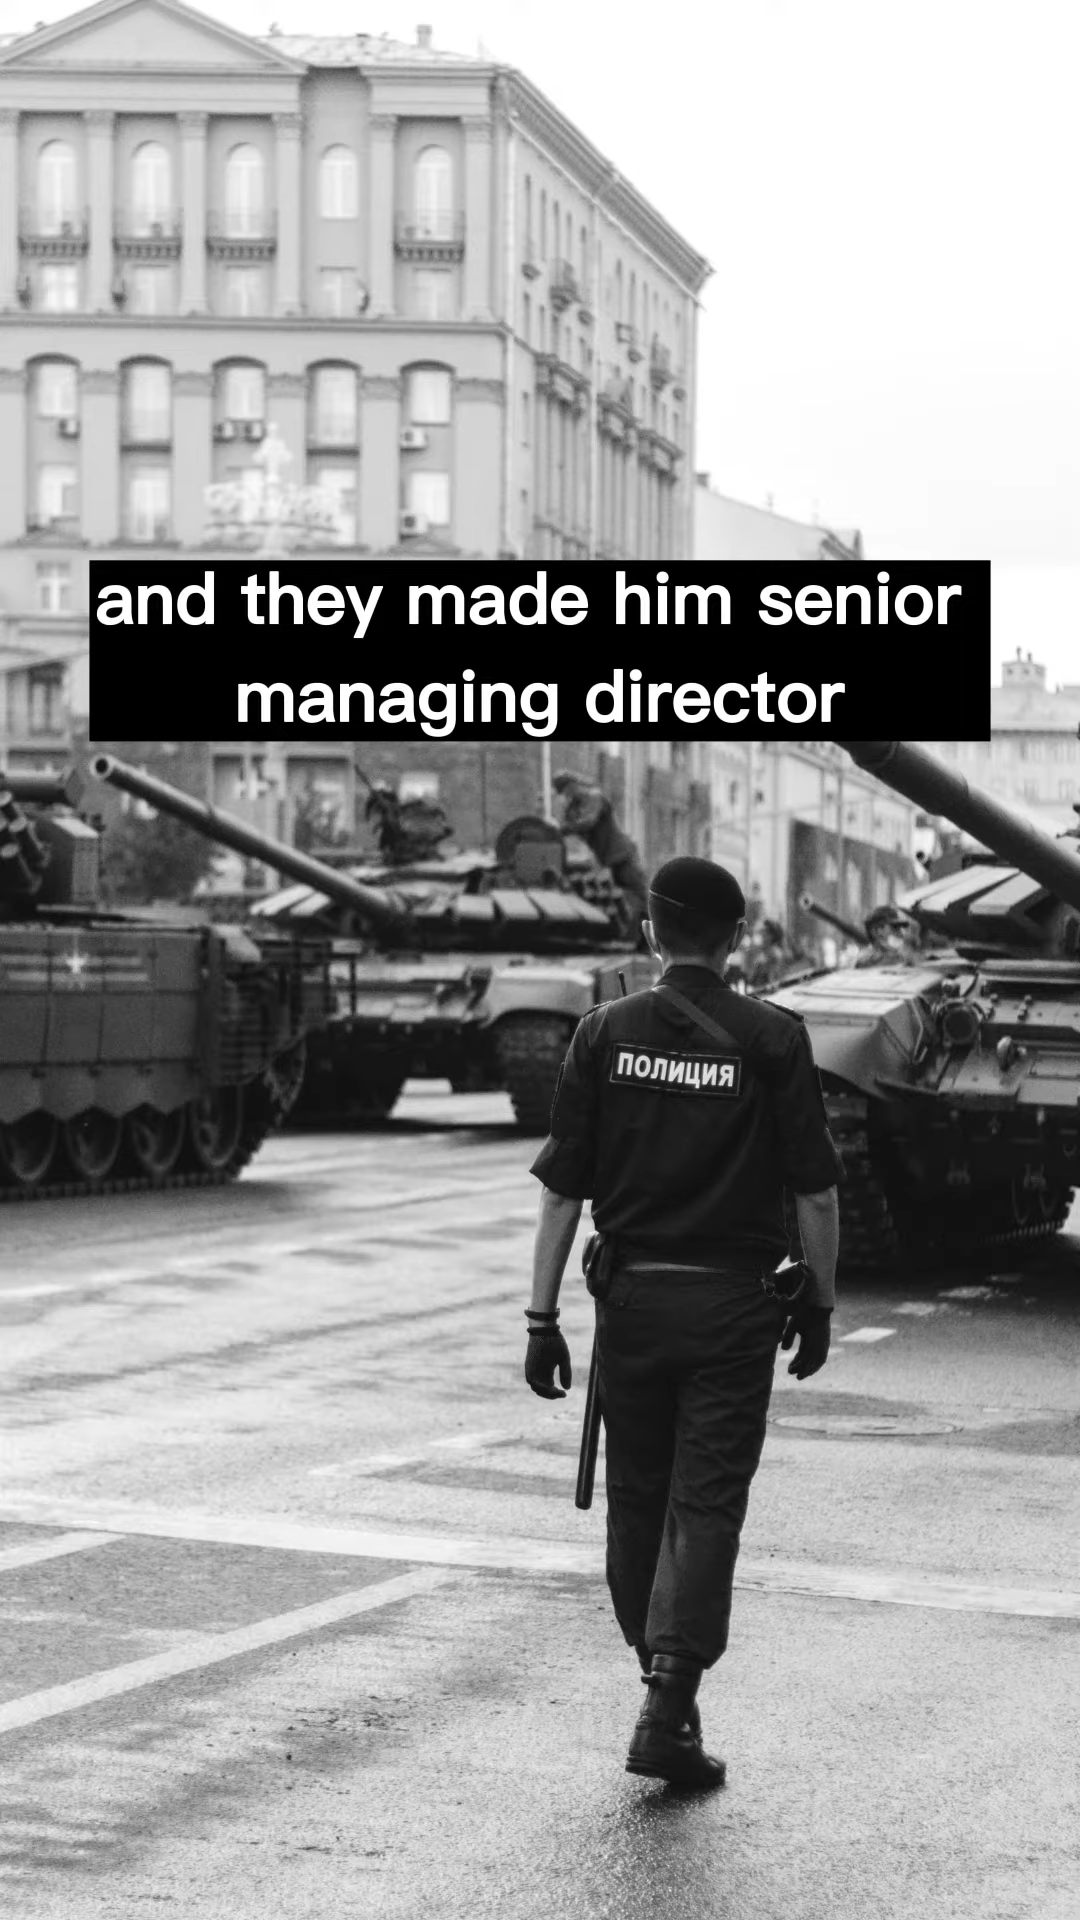 and they made him senior
managing director
ПОЛИЦИЯ